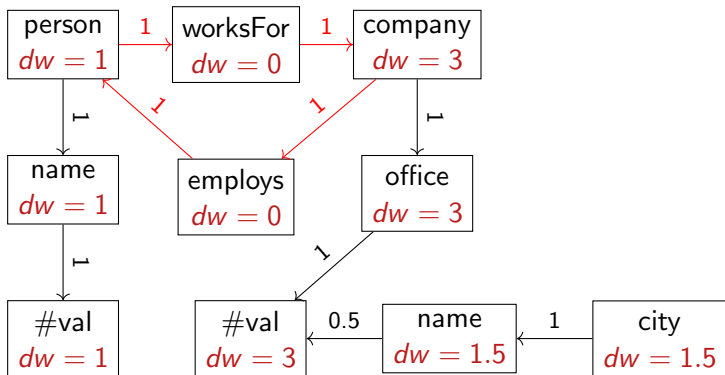 person
dw = 1
1
worksFor
dw = 0
1
company
dw = 3
1
1
1
1
name
dw = 1
employs
dw = 0
office
dw = 3
1
1
#val
dw = 1
#val
dw = 3
0.5
name
dw = 1.5
1
city
dw = 1.5